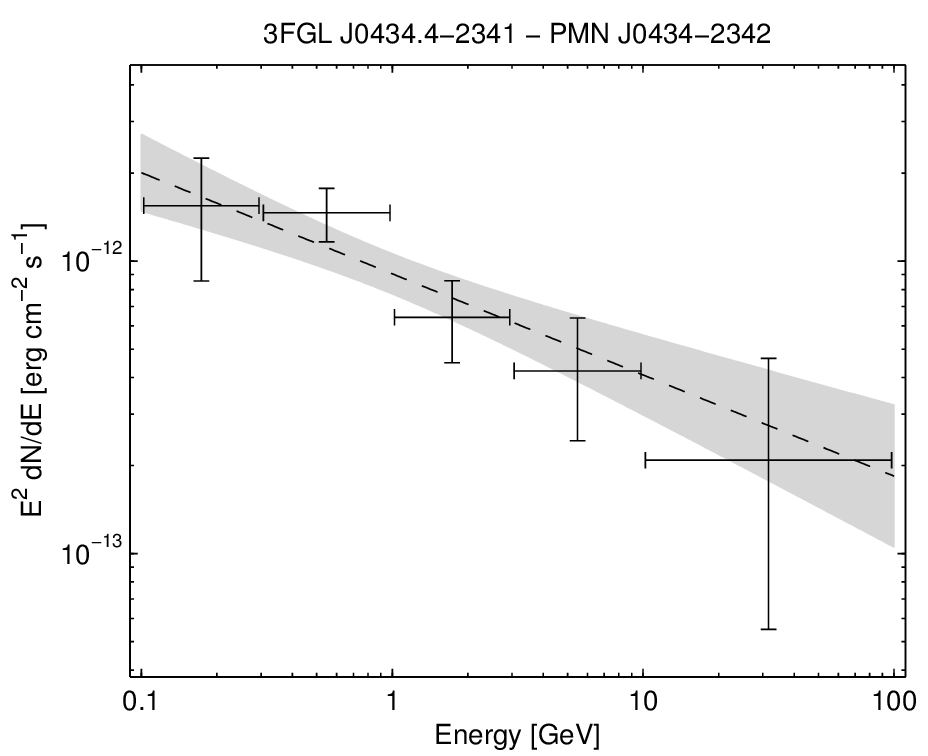 3FGL J0434.4−2341 − PMN J0434−2342
E² dN/dE [erg cm⁻² s⁻¹]
10⁻¹²
10⁻¹³
0.1 1 10 100
Energy [GeV]